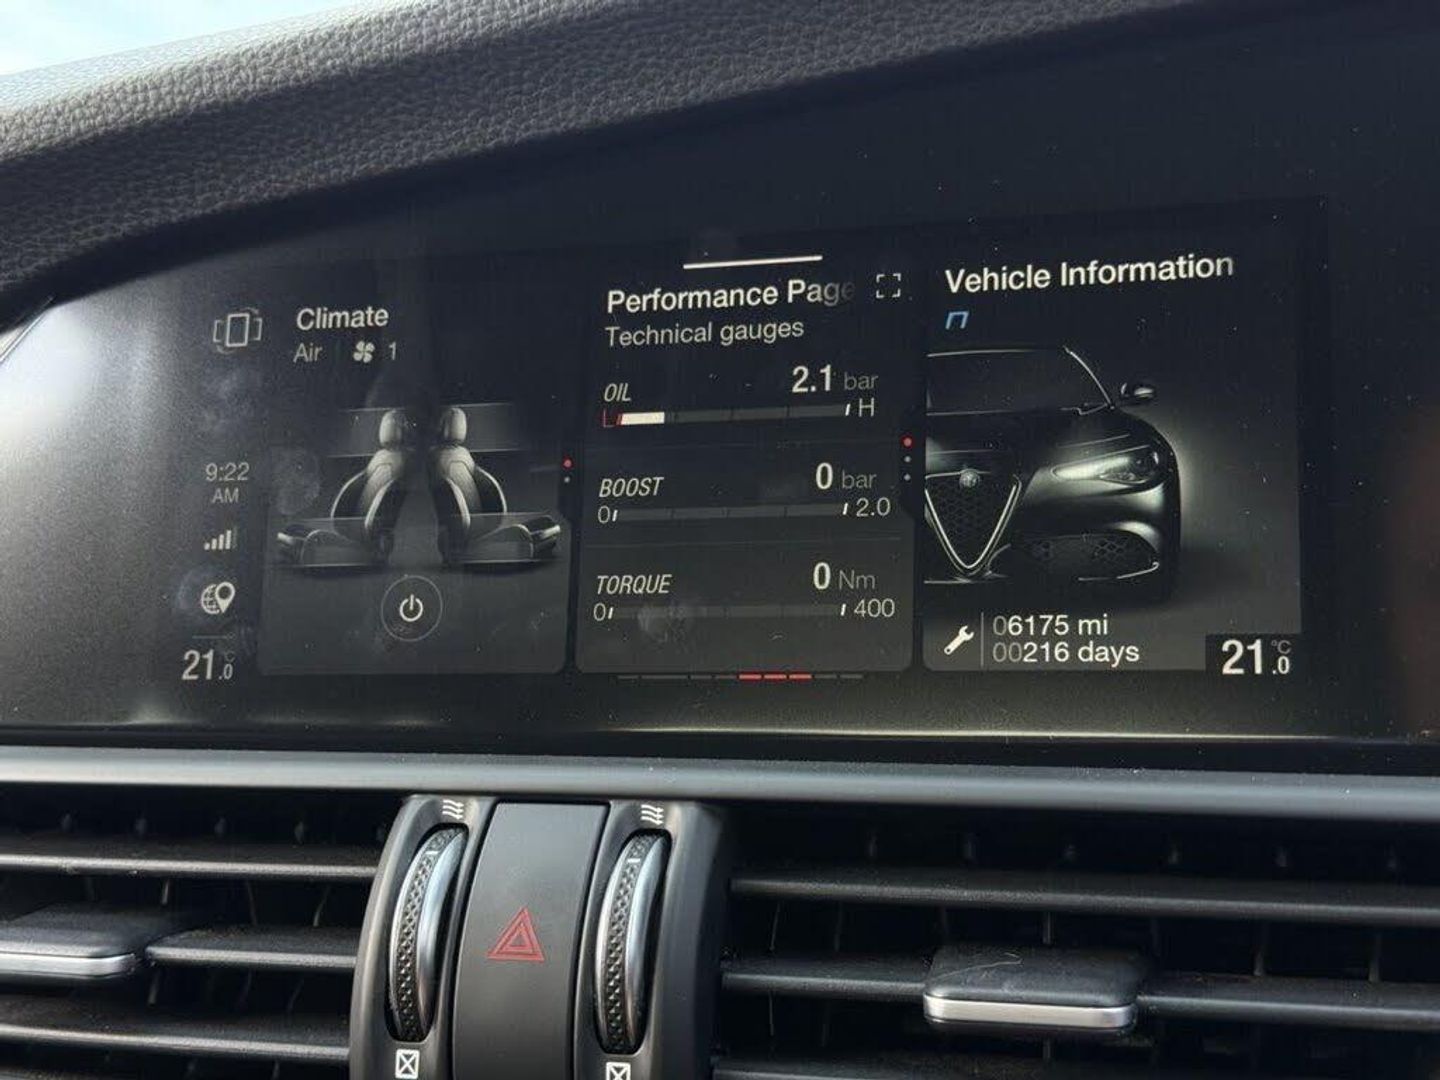 Climate
Air 1
9:22
AM
21.0 °C
Performance Page
Technical gauges
OIL 2.1 bar
L H
BOOST 0 bar
0 2.0
TORQUE 0 Nm
0 400
Vehicle Information
n
06175 mi
00216 days
21.0 °C